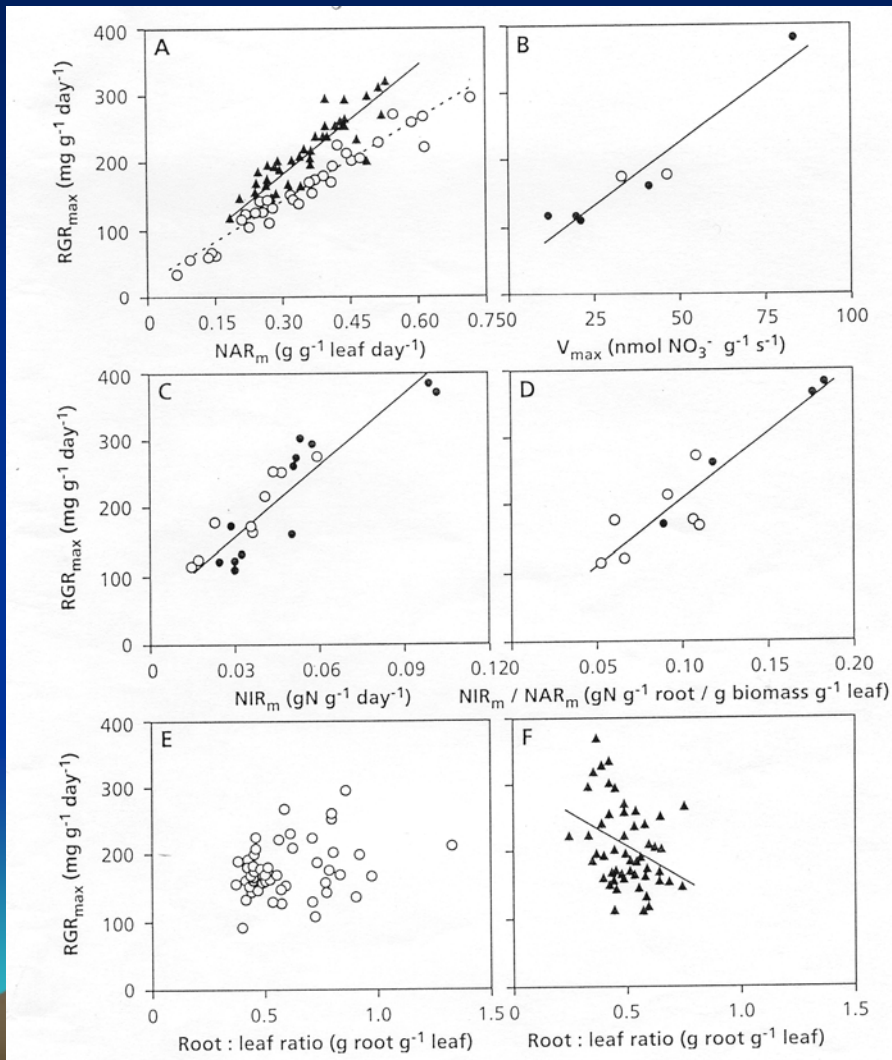 A
B
400
300
200
100
0
RGRmax (mg g-1 day-1)
0 0.15 0.30 0.45 0.60 0.750
25 50 75 100
NARm (g g-1 leaf day-1)
Vmax (nmol NO3- g-1 s-1)
C
D
400
300
200
100
0
RGRmax (mg g-1 day-1)
0 0.03 0.06 0.09 0.120
0.05 0.10 0.15 0.20
NIRm (gN g-1 day-1)
NIRm / NARm (gN g-1 root / g biomass g-1 leaf)
E
F
400
300
200
100
0
RGRmax (mg g-1 day-1)
0 0.5 1.0 1.5
0 0.5 1.0 1.5
Root : leaf ratio (g root g-1 leaf)
Root : leaf ratio (g root g-1 leaf)